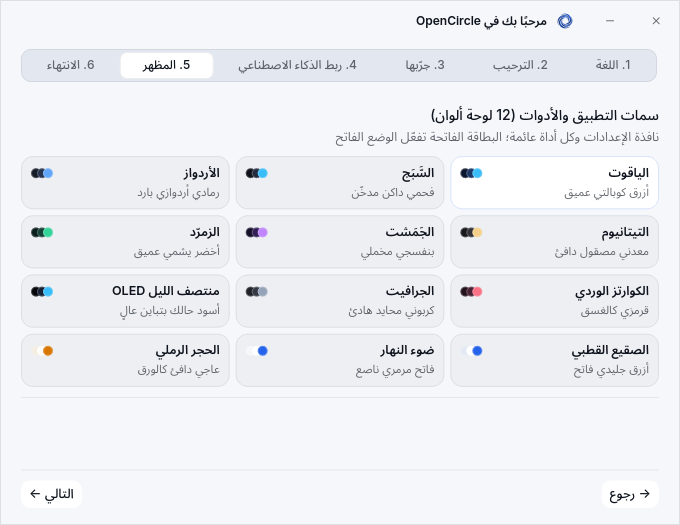 مرحبًا بك في OpenCircle
1. اللغة
2. الترحيب
3. جرّبها
4. ربط الذكاء الاصطناعي
5. المظهر
6. الانتهاء
سمات التطبيق والأدوات (12 لوحة ألوان)
نافذة الإعدادات وكل أداة عائمة؛ البطاقة الفاتحة تفعّل الوضع الفاتح
الياقوت
أزرق كوبالتي عميق
السَّبَج
فحمي داكن مدخّن
الأردواز
رمادي أردوازي بارد
التيتانيوم
معدني مصقول دافئ
الجَمَشت
بنفسجي مخملي
الزمرّد
أخضر يشمي عميق
الكوارتز الوردي
قرمزي كالغسق
الجرافيت
كربوني محايد هادئ
منتصف الليل OLED
أسود حالك بتباين عالٍ
الصقيع القطبي
أزرق جليدي فاتح
ضوء النهار
فاتح مرمري ناصع
الحجر الرملي
عاجي دافئ كالورق
→ رجوع
التالي ←